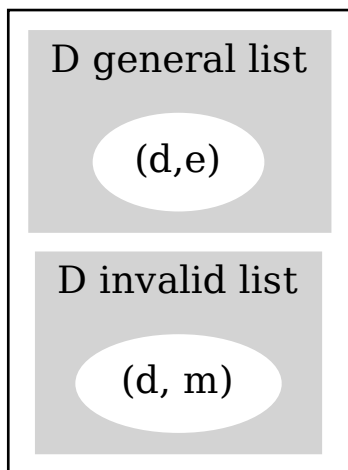 D general list
(d,e)
D invalid list
(d, m)